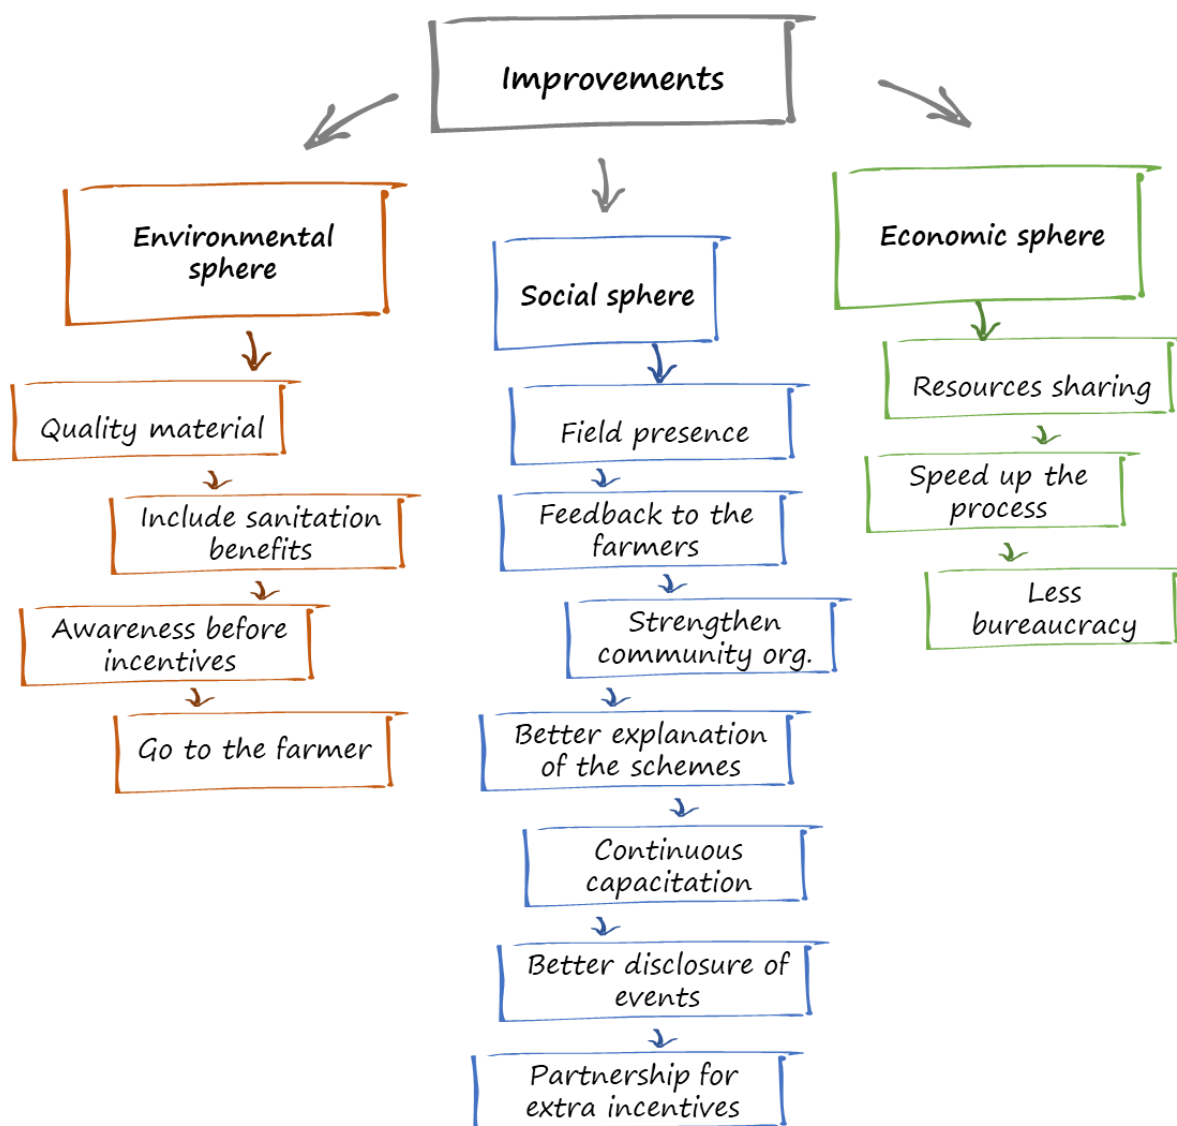 Improvements
Environmental
sphere
Quality material
Include sanitation
benefits
Awareness before
incentives
Go to the farmer
Social sphere
Field presence
Feedback to the
farmers
Strengthen
community org.
Better explanation
of the schemes
Continuous
capacitation
Better disclosure of
events
Partnership for
extra incentives
Economic sphere
Resources sharing
Speed up the
process
Less
bureaucracy